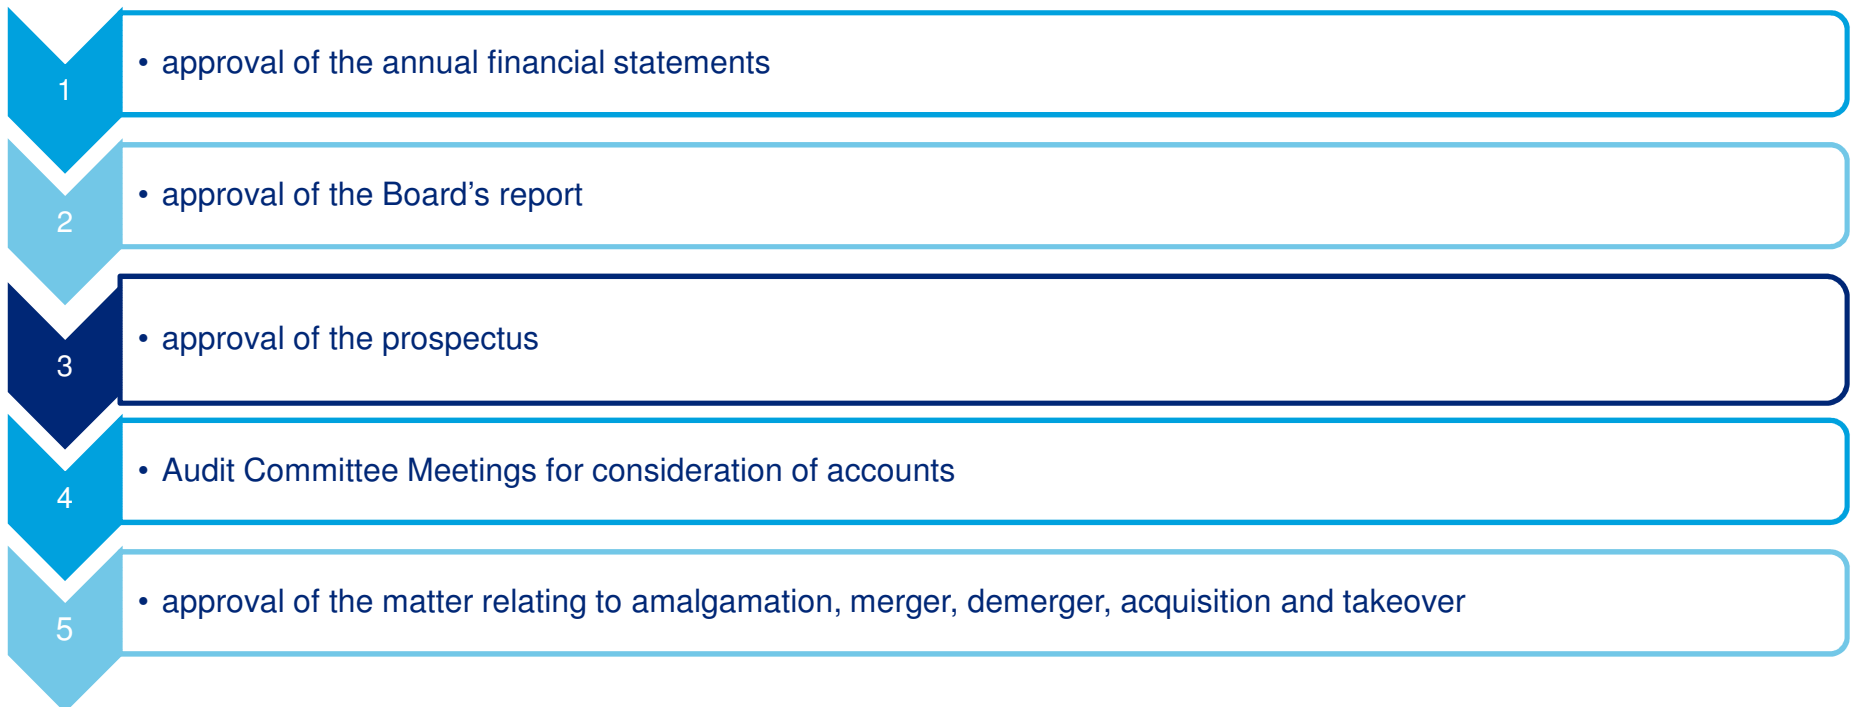 1
• approval of the annual financial statements
2
• approval of the Board’s report
3
• approval of the prospectus
4
• Audit Committee Meetings for consideration of accounts
5
• approval of the matter relating to amalgamation, merger, demerger, acquisition and takeover